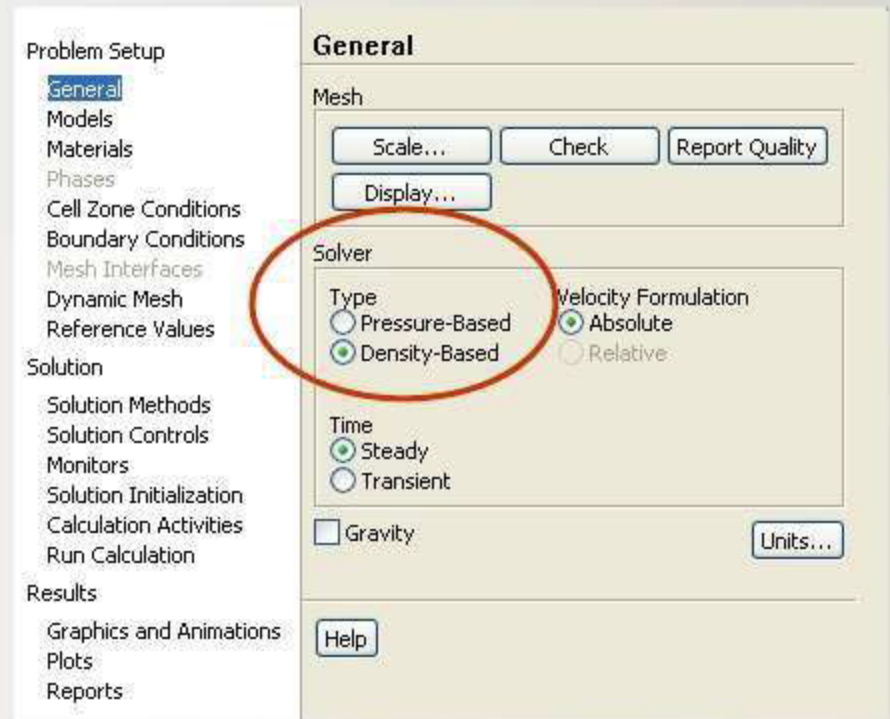 Problem Setup
General
Models
Materials
Phases
Cell Zone Conditions
Boundary Conditions
Mesh Interfaces
Dynamic Mesh
Reference Values
Solution
Solution Methods
Solution Controls
Monitors
Solution Initialization
Calculation Activities
Run Calculation
Results
Graphics and Animations
Plots
Reports
General
Mesh
Scale... Check Report Quality
Display...
Solver
Type Velocity Formulation
Pressure-Based Absolute
Density-Based Relative
Time
Steady
Transient
Gravity Units...
Help